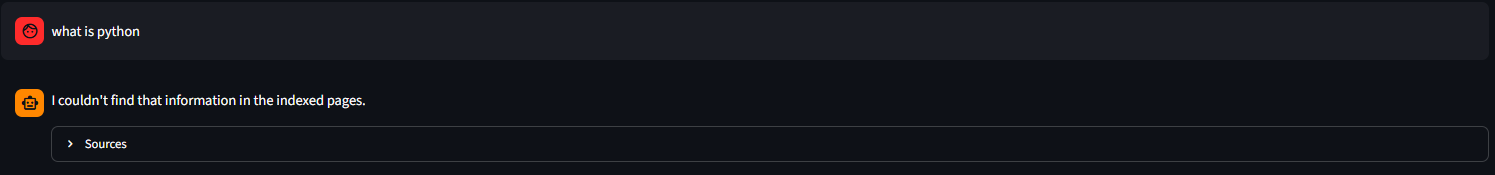 what is python
I couldn't find that information in the indexed pages.
Sources